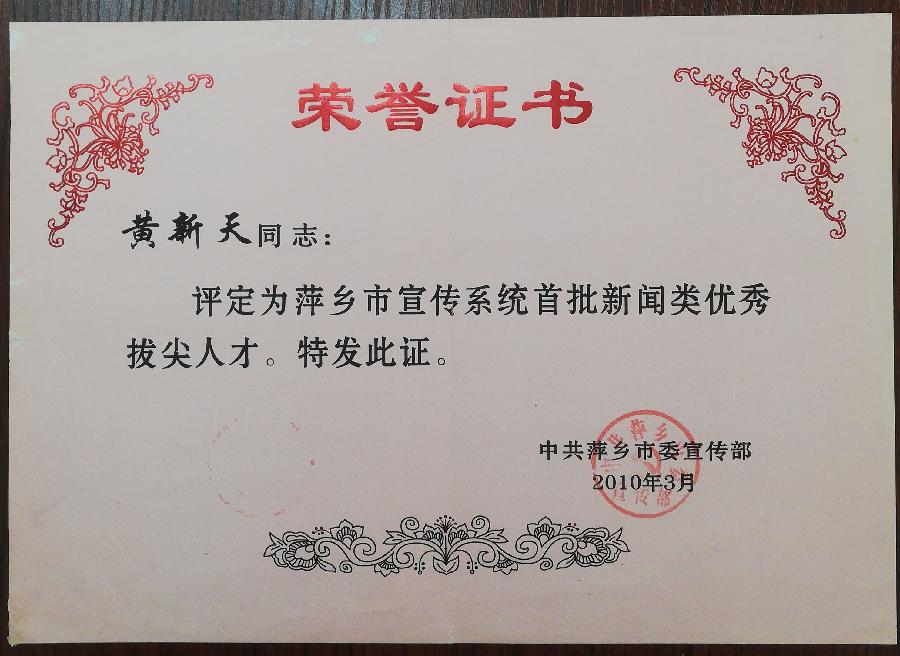 荣誉证书
黄新天同志：
评定为萍乡市宣传系统首批新闻类优秀
拔尖人才。特发此证。
中共萍乡市委宣传部
2010年3月